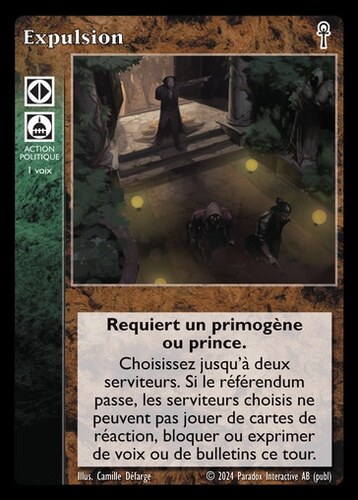 Expulsion
ACTION
POLITIQUE
1 voix
Requiert un primogène
ou prince.
Choisissez jusqu'à deux
serviteurs. Si le référendum
passe, les serviteurs choisis ne
peuvent pas jouer de cartes de
réaction, bloquer ou exprimer
de voix ou de bulletins ce tour.
Illus. Camille Délarge © 2024 Paradox Interactive AB (publ)